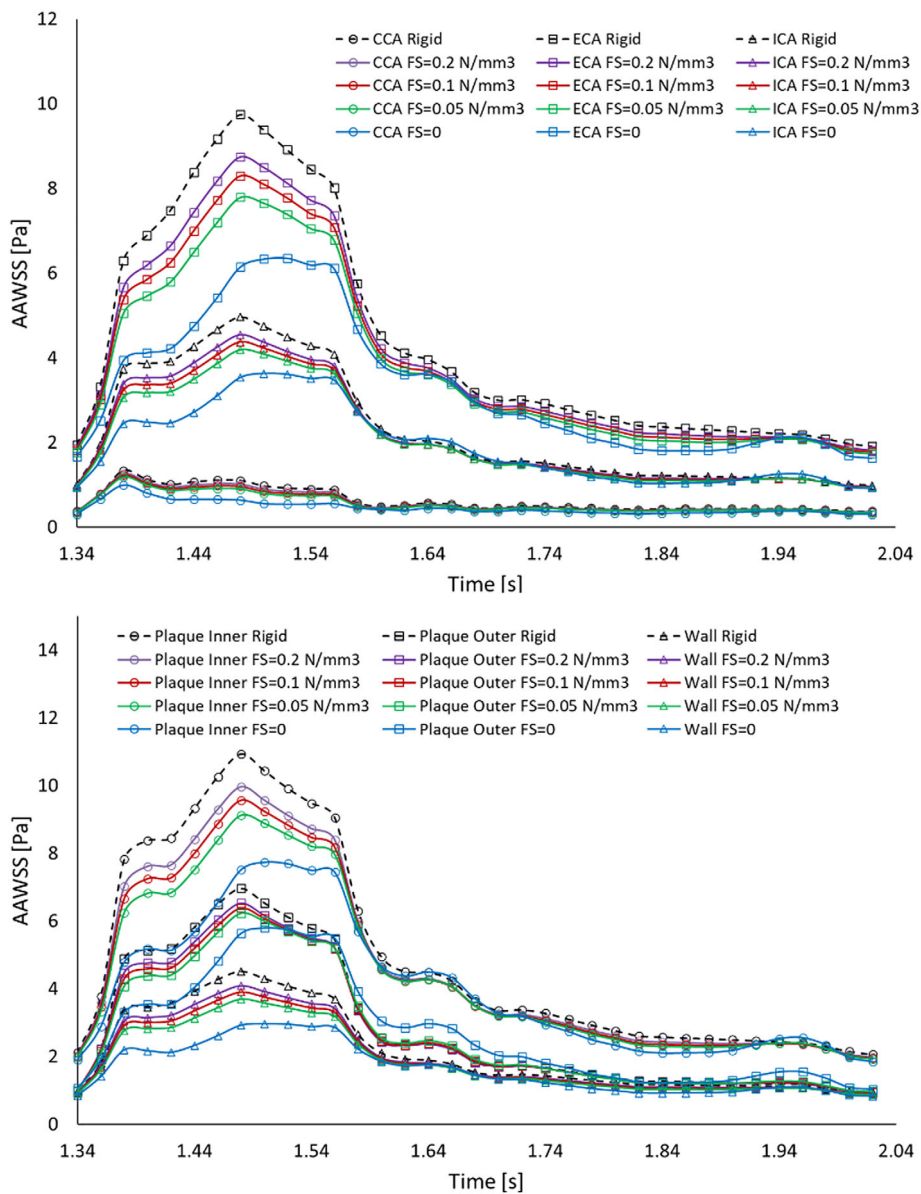 12
CCA Rigid ECA Rigid ICA Rigid
CCA FS=0.2 N/mm3 ECA FS=0.2 N/mm3 ICA FS=0.2 N/mm3
CCA FS=0.1 N/mm3 ECA FS=0.1 N/mm3 ICA FS=0.1 N/mm3
CCA FS=0.05 N/mm3 ECA FS=0.05 N/mm3 ICA FS=0.05 N/mm3
CCA FS=0 ECA FS=0 ICA FS=0
10
8
AAWSS [Pa]
6
4
2
0
1.34 1.44 1.54 1.64 1.74 1.84 1.94 2.04
Time [s]
Plaque Inner Rigid Plaque Outer Rigid Wall Rigid
14
Plaque Inner FS=0.2 N/mm3 Plaque Outer FS=0.2 N/mm3 Wall FS=0.2 N/mm3
Plaque Inner FS=0.1 N/mm3 Plaque Outer FS=0.1 N/mm3 Wall FS=0.1 N/mm3
Plaque Inner FS=0.05 N/mm3 Plaque Outer FS=0.05 N/mm3 Wall FS=0.05 N/mm3
12
Plaque Inner FS=0 Plaque Outer FS=0 Wall FS=0
10
8
AAWSS [Pa]
6
4
2
0
1.34 1.44 1.54 1.64 1.74 1.84 1.94 2.04
Time [s]